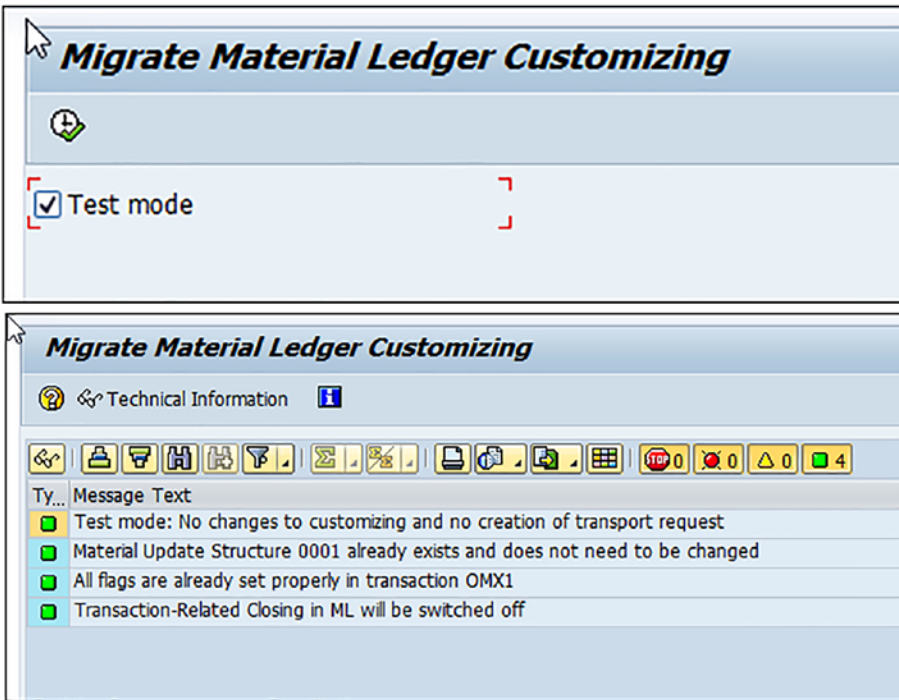 Migrate Material Ledger Customizing
Test mode
Migrate Material Ledger Customizing
Technical Information
STOP 0 0 0 4
Ty... Message Text
Test mode: No changes to customizing and no creation of transport request
Material Update Structure 0001 already exists and does not need to be changed
All flags are already set properly in transaction OMX1
Transaction-Related Closing in ML will be switched off